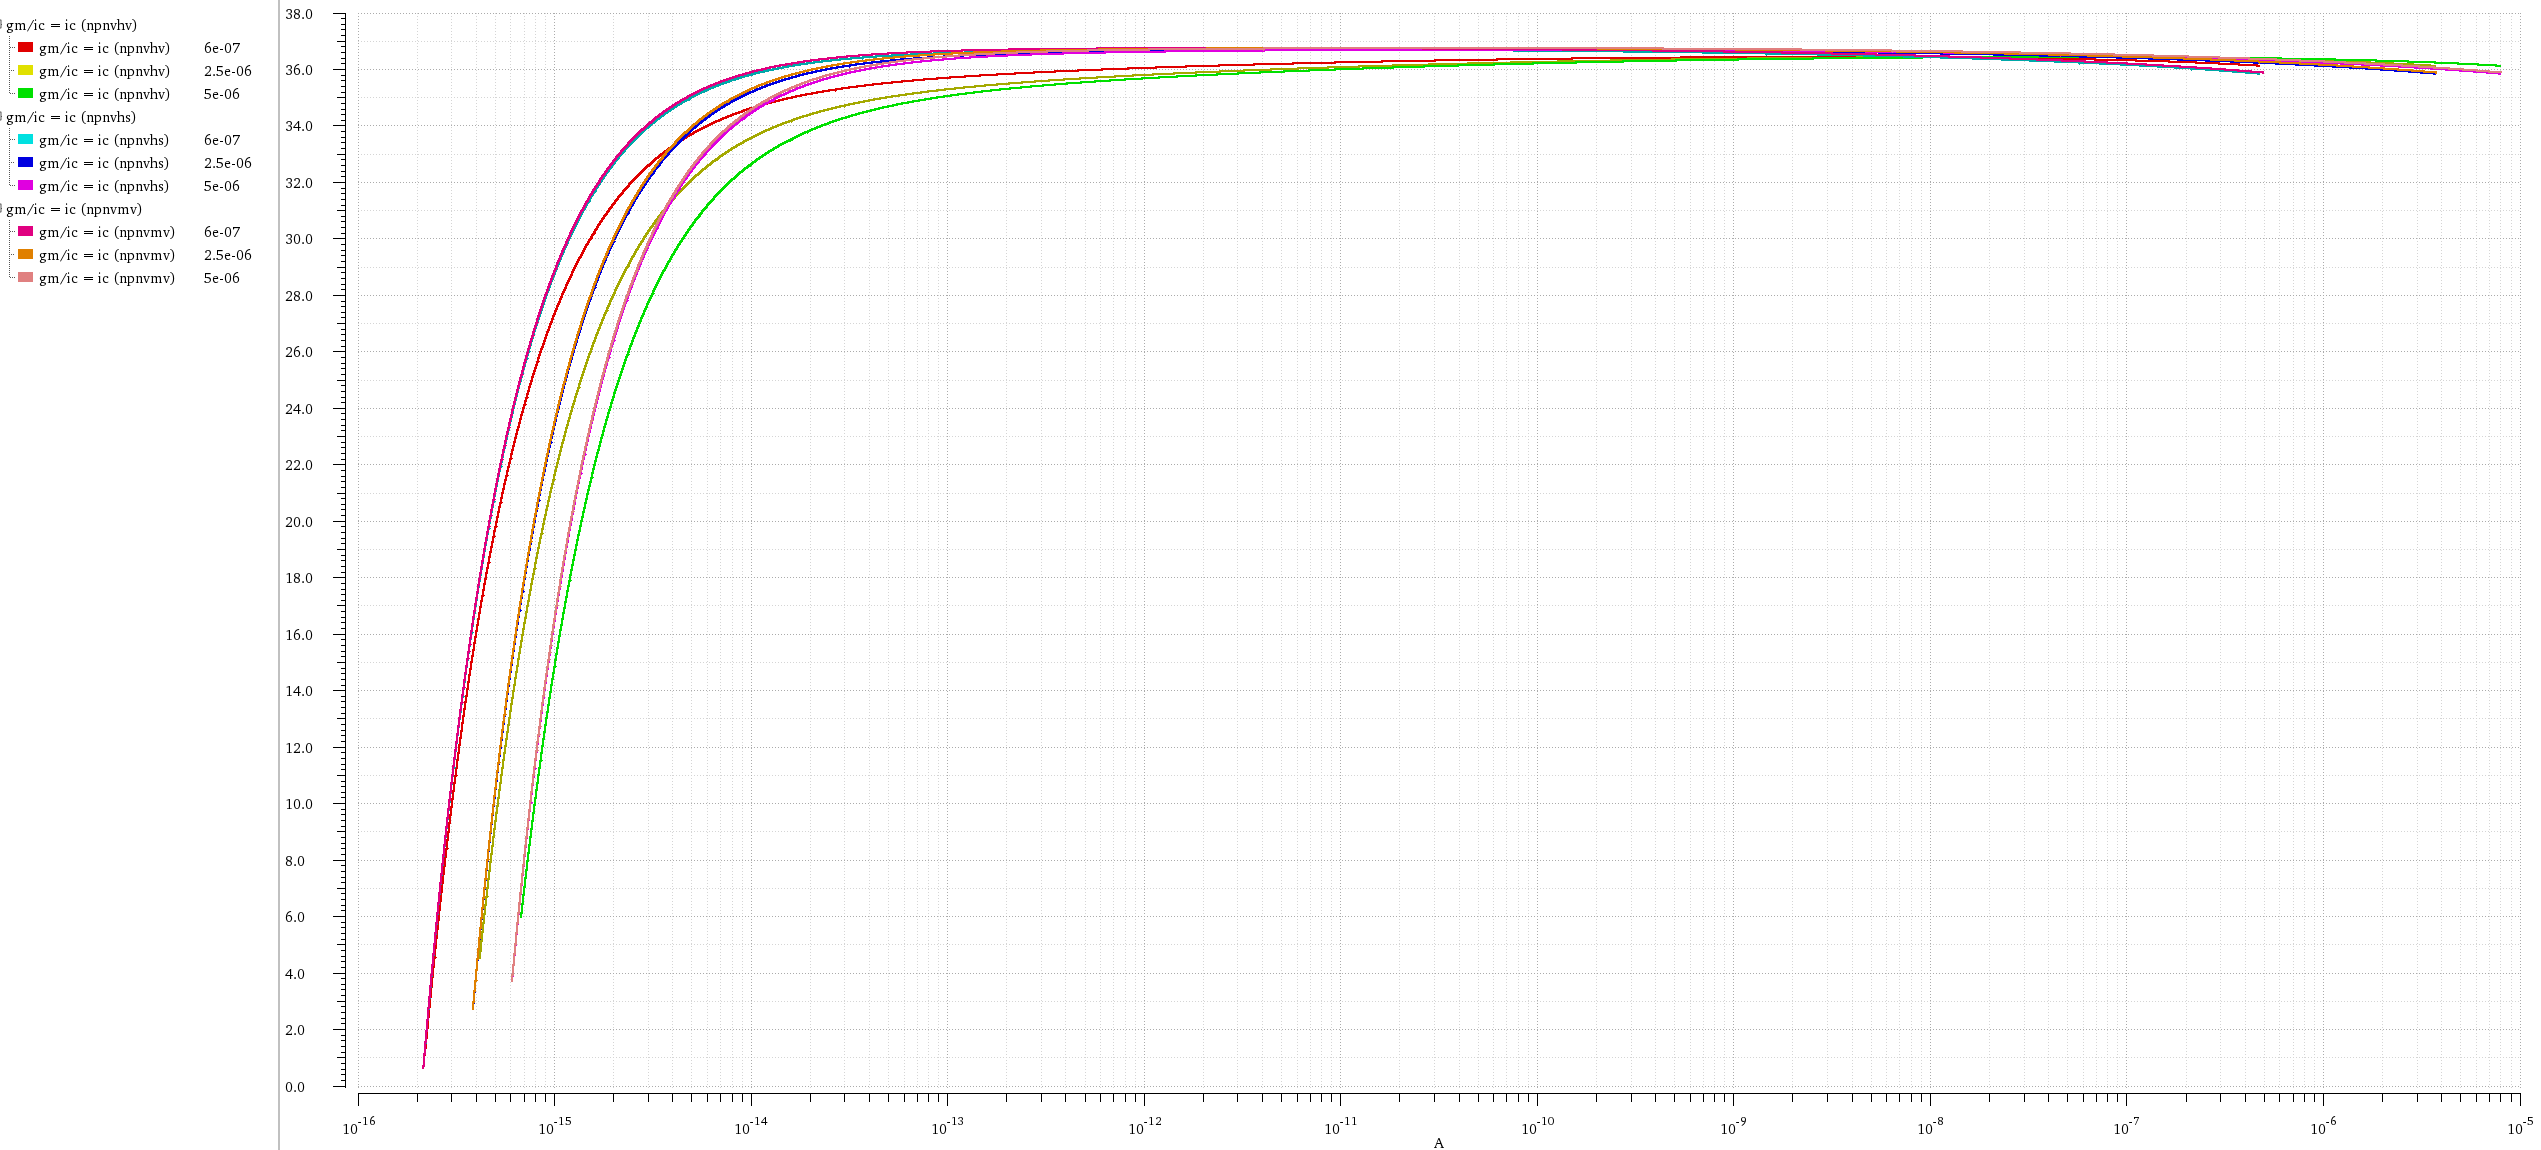 gm/ic = ic (npnvhv)
gm/ic = ic (npnvhv) 6e-07
gm/ic = ic (npnvhv) 2.5e-06
gm/ic = ic (npnvhv) 5e-06
gm/ic = ic (npnvhs)
gm/ic = ic (npnvhs) 6e-07
gm/ic = ic (npnvhs) 2.5e-06
gm/ic = ic (npnvhs) 5e-06
gm/ic = ic (npnvmv)
gm/ic = ic (npnvmv) 6e-07
gm/ic = ic (npnvmv) 2.5e-06
gm/ic = ic (npnvmv) 5e-06
38.0
36.0
34.0
32.0
30.0
28.0
26.0
24.0
22.0
20.0
18.0
16.0
14.0
12.0
10.0
8.0
6.0
4.0
2.0
0.0
10^-16 10^-15 10^-14 10^-13 10^-12 10^-11 10^-10 10^-9 10^-8 10^-7 10^-6 10^-5
A